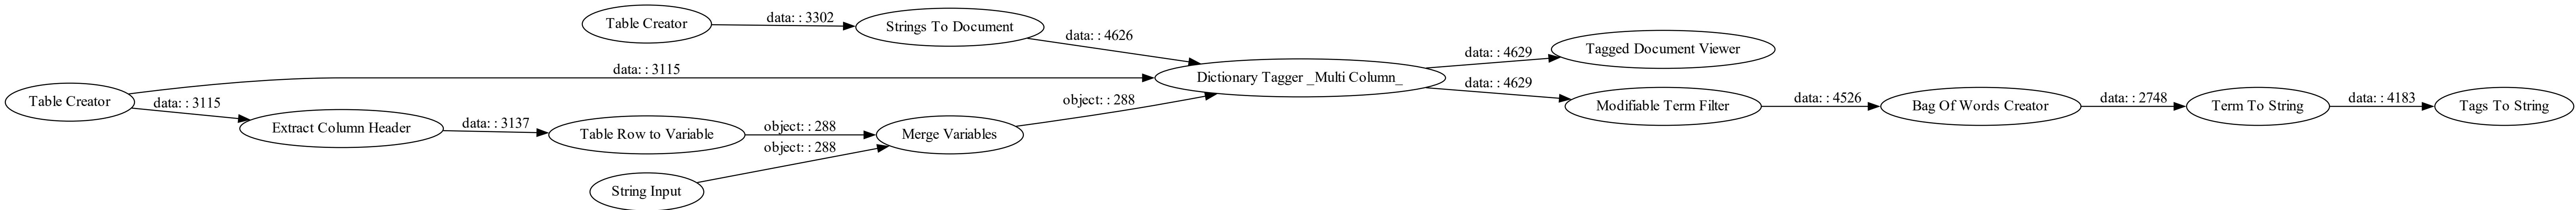 Table Creator
data: : 3302
Strings To Document
data: : 4626
data: : 3115
Table Creator
data: : 3115
Extract Column Header
data: : 3137
Table Row to Variable
object: : 288
object: : 288
String Input
Merge Variables
object: : 288
Dictionary Tagger _Multi Column_
data: : 4629
Tagged Document Viewer
data: : 4629
Modifiable Term Filter
data: : 4526
Bag Of Words Creator
data: : 2748
Term To String
data: : 4183
Tags To String